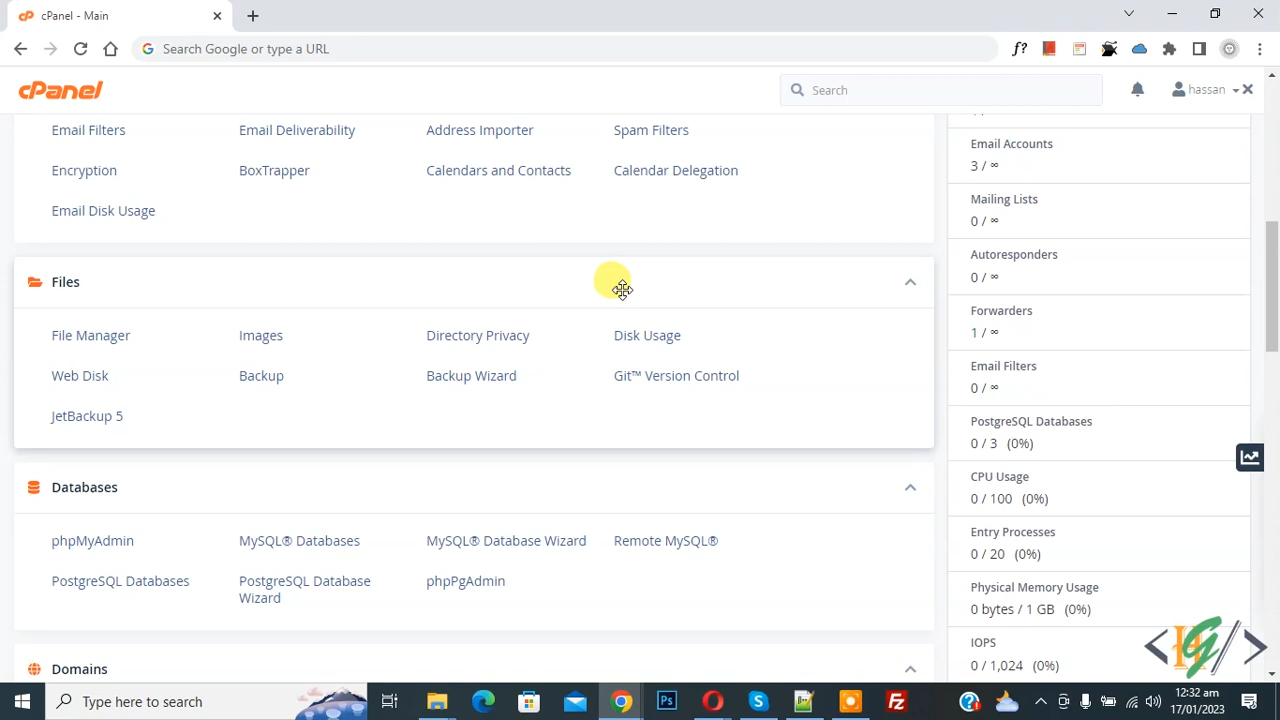 cPanel - Main
Search Google or type a URL
f?
cPanel
Search
hassan
Email Filters
Email Deliverability
Address Importer
Spam Filters
Encryption
BoxTrapper
Calendars and Contacts
Calendar Delegation
Email Disk Usage
Files
File Manager
Images
Directory Privacy
Disk Usage
Web Disk
Backup
Backup Wizard
Git™ Version Control
JetBackup 5
Databases
phpMyAdmin
MySQL® Databases
MySQL® Database Wizard
Remote MySQL®
PostgreSQL Databases
PostgreSQL Database
Wizard
phpPgAdmin
Domains
Email Accounts
3 / ∞
Mailing Lists
0 / ∞
Autoresponders
0 / ∞
Forwarders
1 / ∞
Email Filters
0 / ∞
PostgreSQL Databases
0 / 3 (0%)
CPU Usage
0 / 100 (0%)
Entry Processes
0 / 20 (0%)
Physical Memory Usage
0 bytes / 1 GB (0%)
IOPS
0 / 1,024 (0%)
Type here to search
Ps
12:32 am
17/01/2023